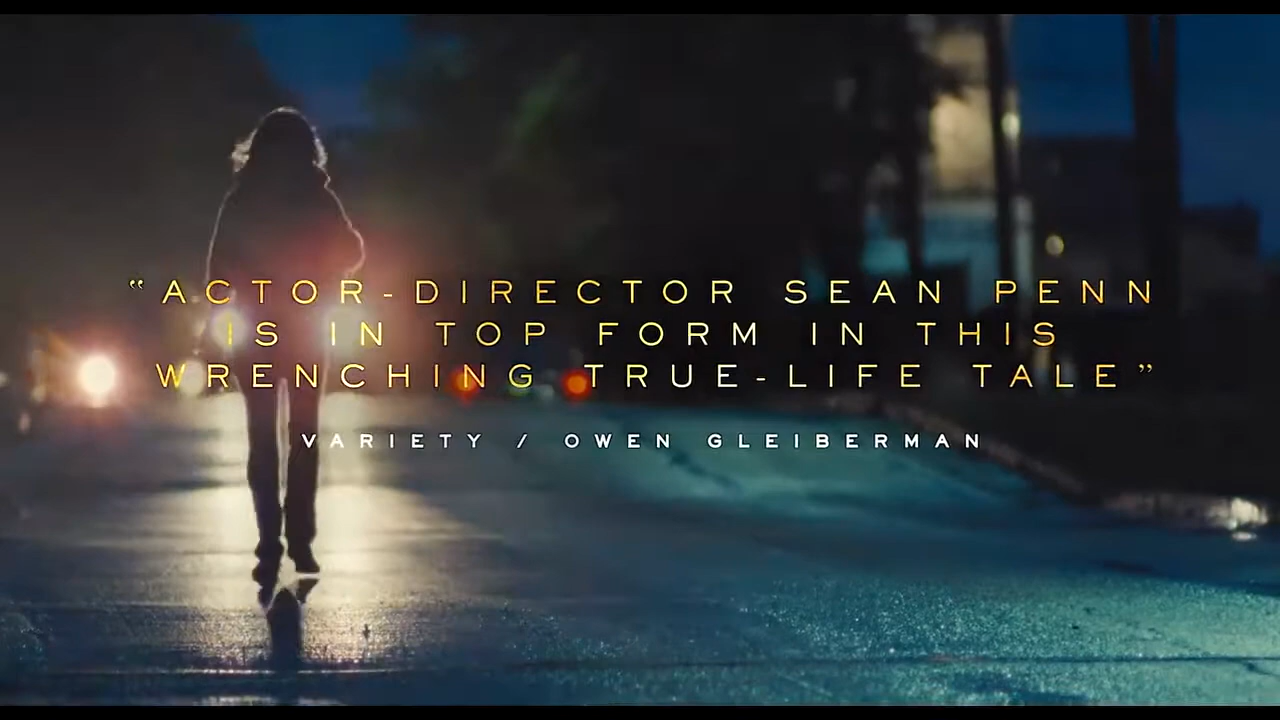 “ACTOR-DIRECTOR SEAN PENN
IS IN TOP FORM IN THIS
WRENCHING TRUE-LIFE TALE”
VARIETY / OWEN GLEIBERMAN